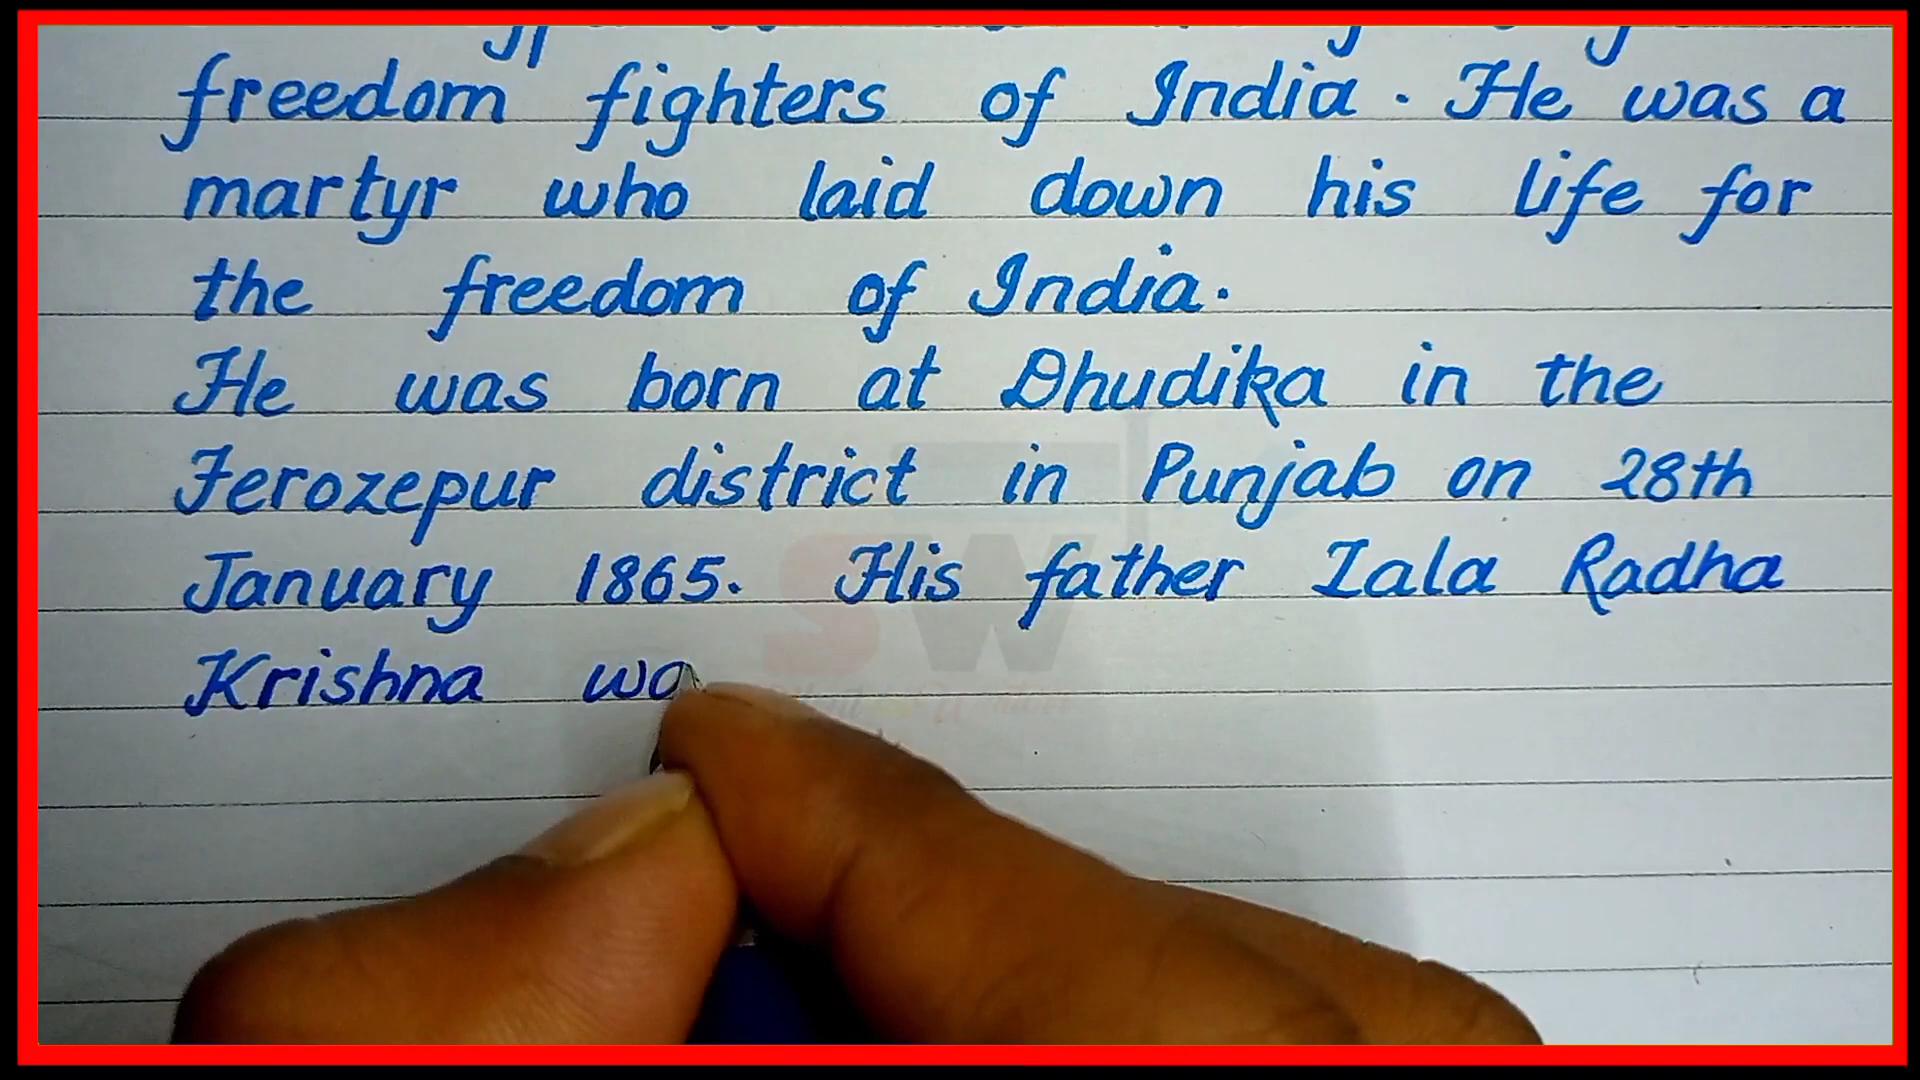 freedom fighters of India. He was a
martyr who laid down his life for
the freedom of India.
He was born at Dhudika in the
Ferozepur district in Punjab on 28th
January 1865. His father Lala Radha
Krishna wa
SW